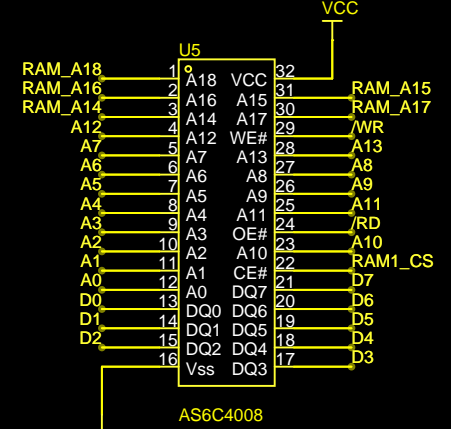 VCC
U5
RAM_A18 1 A18 VCC 32
RAM_A16 2 A16 A15 31 RAM_A15
RAM_A14 3 A14 A17 30 RAM_A17
A12 4 A12 WE# 29 /WR
A7 5 A7 A13 28 A13
A6 6 A6 A8 27 A8
A5 7 A5 A9 26 A9
A4 8 A4 A11 25 A11
A3 9 A3 OE# 24 /RD
A2 10 A2 A10 23 A10
A1 11 A1 CE# 22 RAM1_CS
A0 12 A0 DQ7 21 D7
D0 13 DQ0 DQ6 20 D6
D1 14 DQ1 DQ5 19 D5
D2 15 DQ2 DQ4 18 D4
16 Vss DQ3 17 D3
AS6C4008